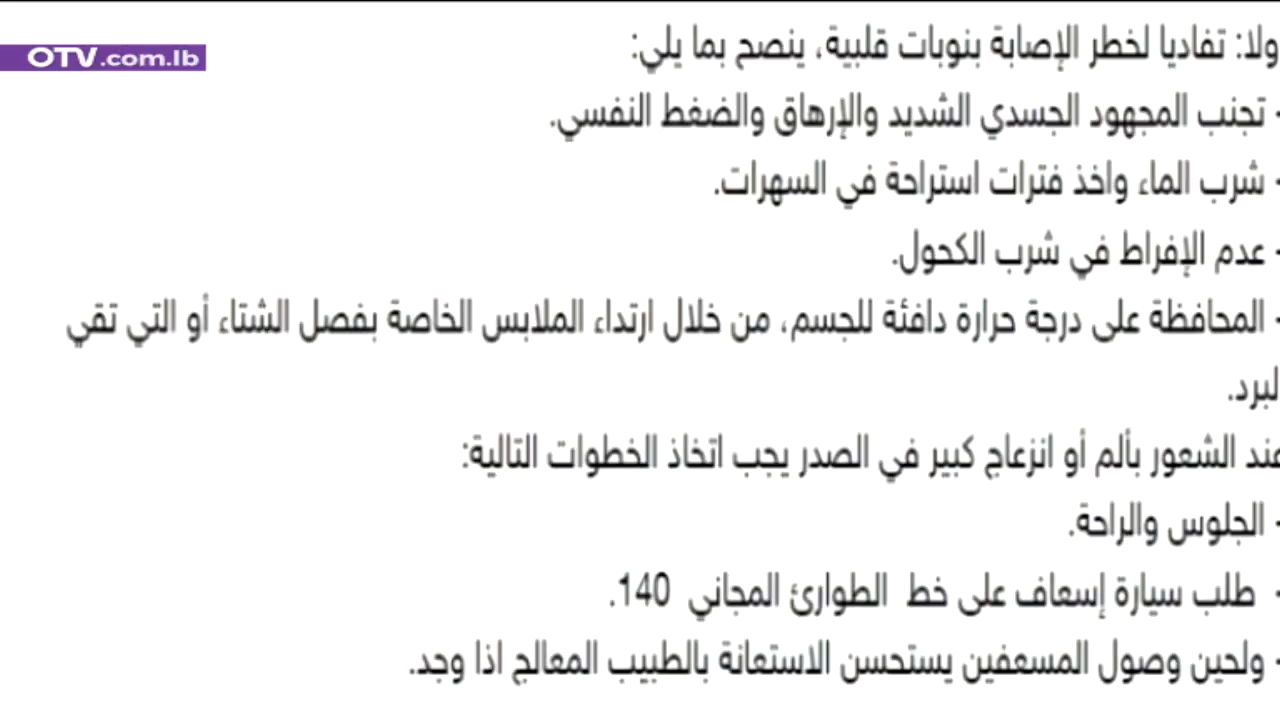 OTV.com.lb
ولا: تفاديا لخطر الإصابة بنوبات قلبية، ينصح بما يلي:
- تجنب المجهود الجسدي الشديد والإرهاق والضغط النفسي.
- شرب الماء واخذ فترات استراحة في السهرات.
- عدم الإفراط في شرب الكحول.
- المحافظة على درجة حرارة دافئة للجسم، من خلال ارتداء الملابس الخاصة بفصل الشتاء أو التي تقي
لبرد.
عند الشعور بألم أو انزعاج كبير في الصدر يجب اتخاذ الخطوات التالية:
- الجلوس والراحة.
- طلب سيارة إسعاف على خط الطوارئ المجاني 140.
- ولحين وصول المسعفين يستحسن الاستعانة بالطبيب المعالج اذا وجد.